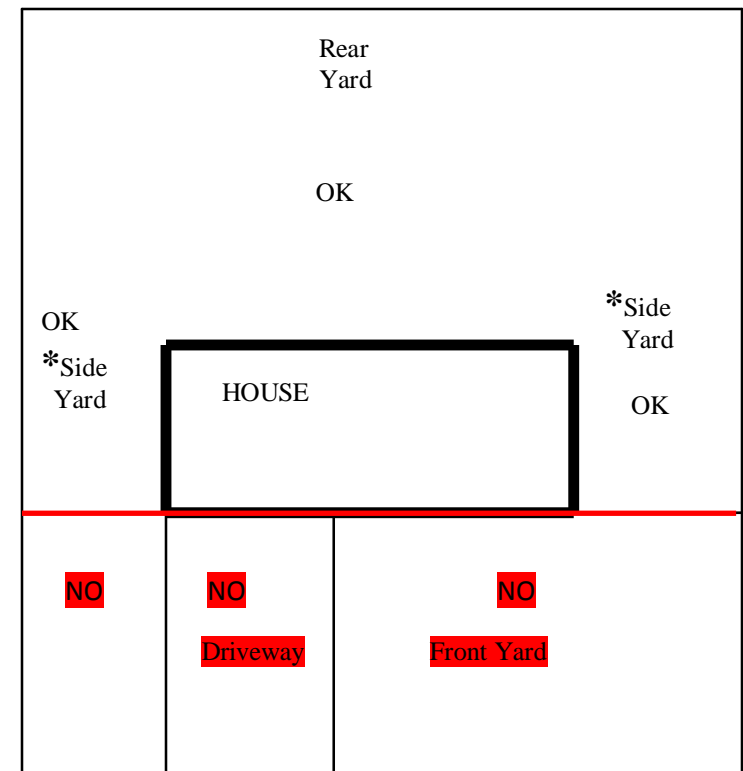 Rear
Yard
OK
OK
*Side
Yard
*Side
Yard
HOUSE
OK
NO
NO
NO
Driveway
Front Yard